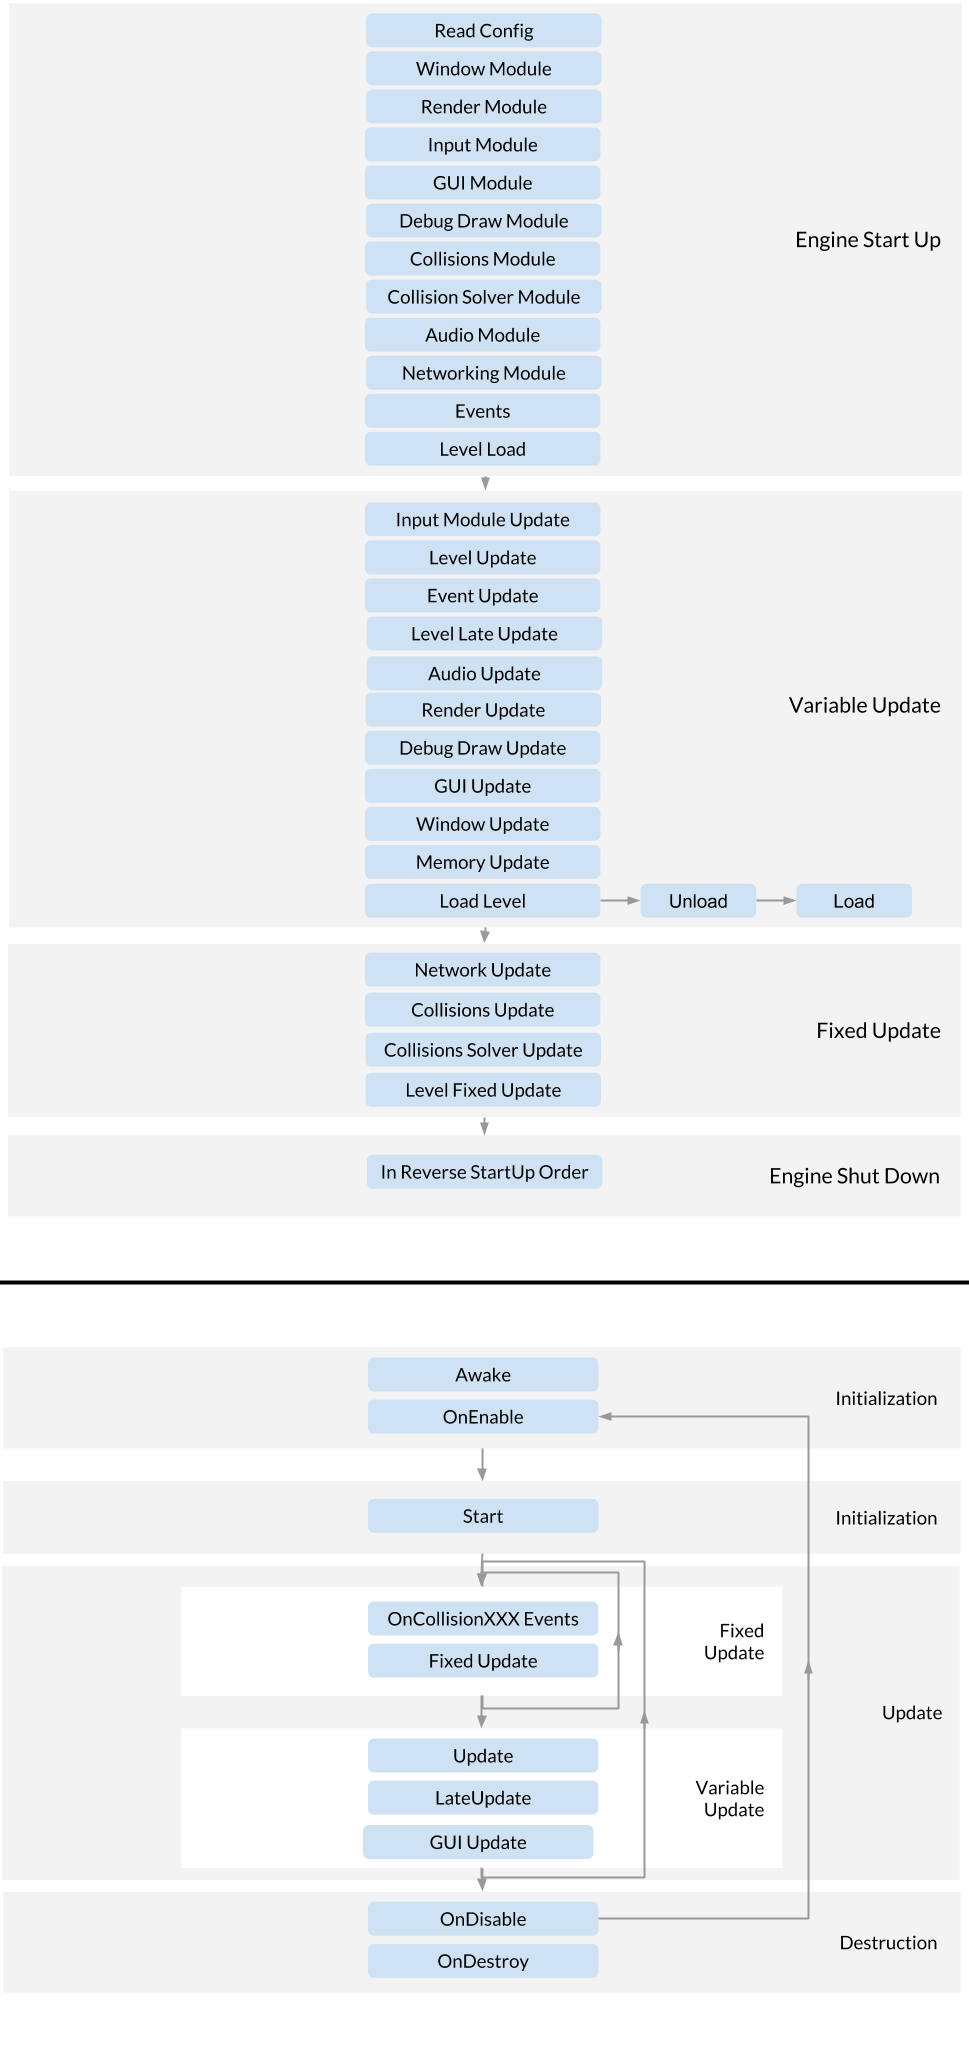 Read Config
Window Module
Render Module
Input Module
GUI Module
Debug Draw Module
Engine Start Up
Collisions Module
Collision Solver Module
Audio Module
Networking Module
Events
Level Load
Input Module Update
Level Update
Event Update
Level Late Update
Audio Update
Variable Update
Render Update
Debug Draw Update
GUI Update
Window Update
Memory Update
Load Level
Unload
Load
Network Update
Collisions Update
Fixed Update
Collisions Solver Update
Level Fixed Update
In Reverse StartUp Order
Engine Shut Down
Awake
Initialization
OnEnable
Start
Initialization
OnCollisionXXX Events
Fixed
Update
Fixed Update
Update
Update
LateUpdate
Variable
Update
GUI Update
OnDisable
Destruction
OnDestroy